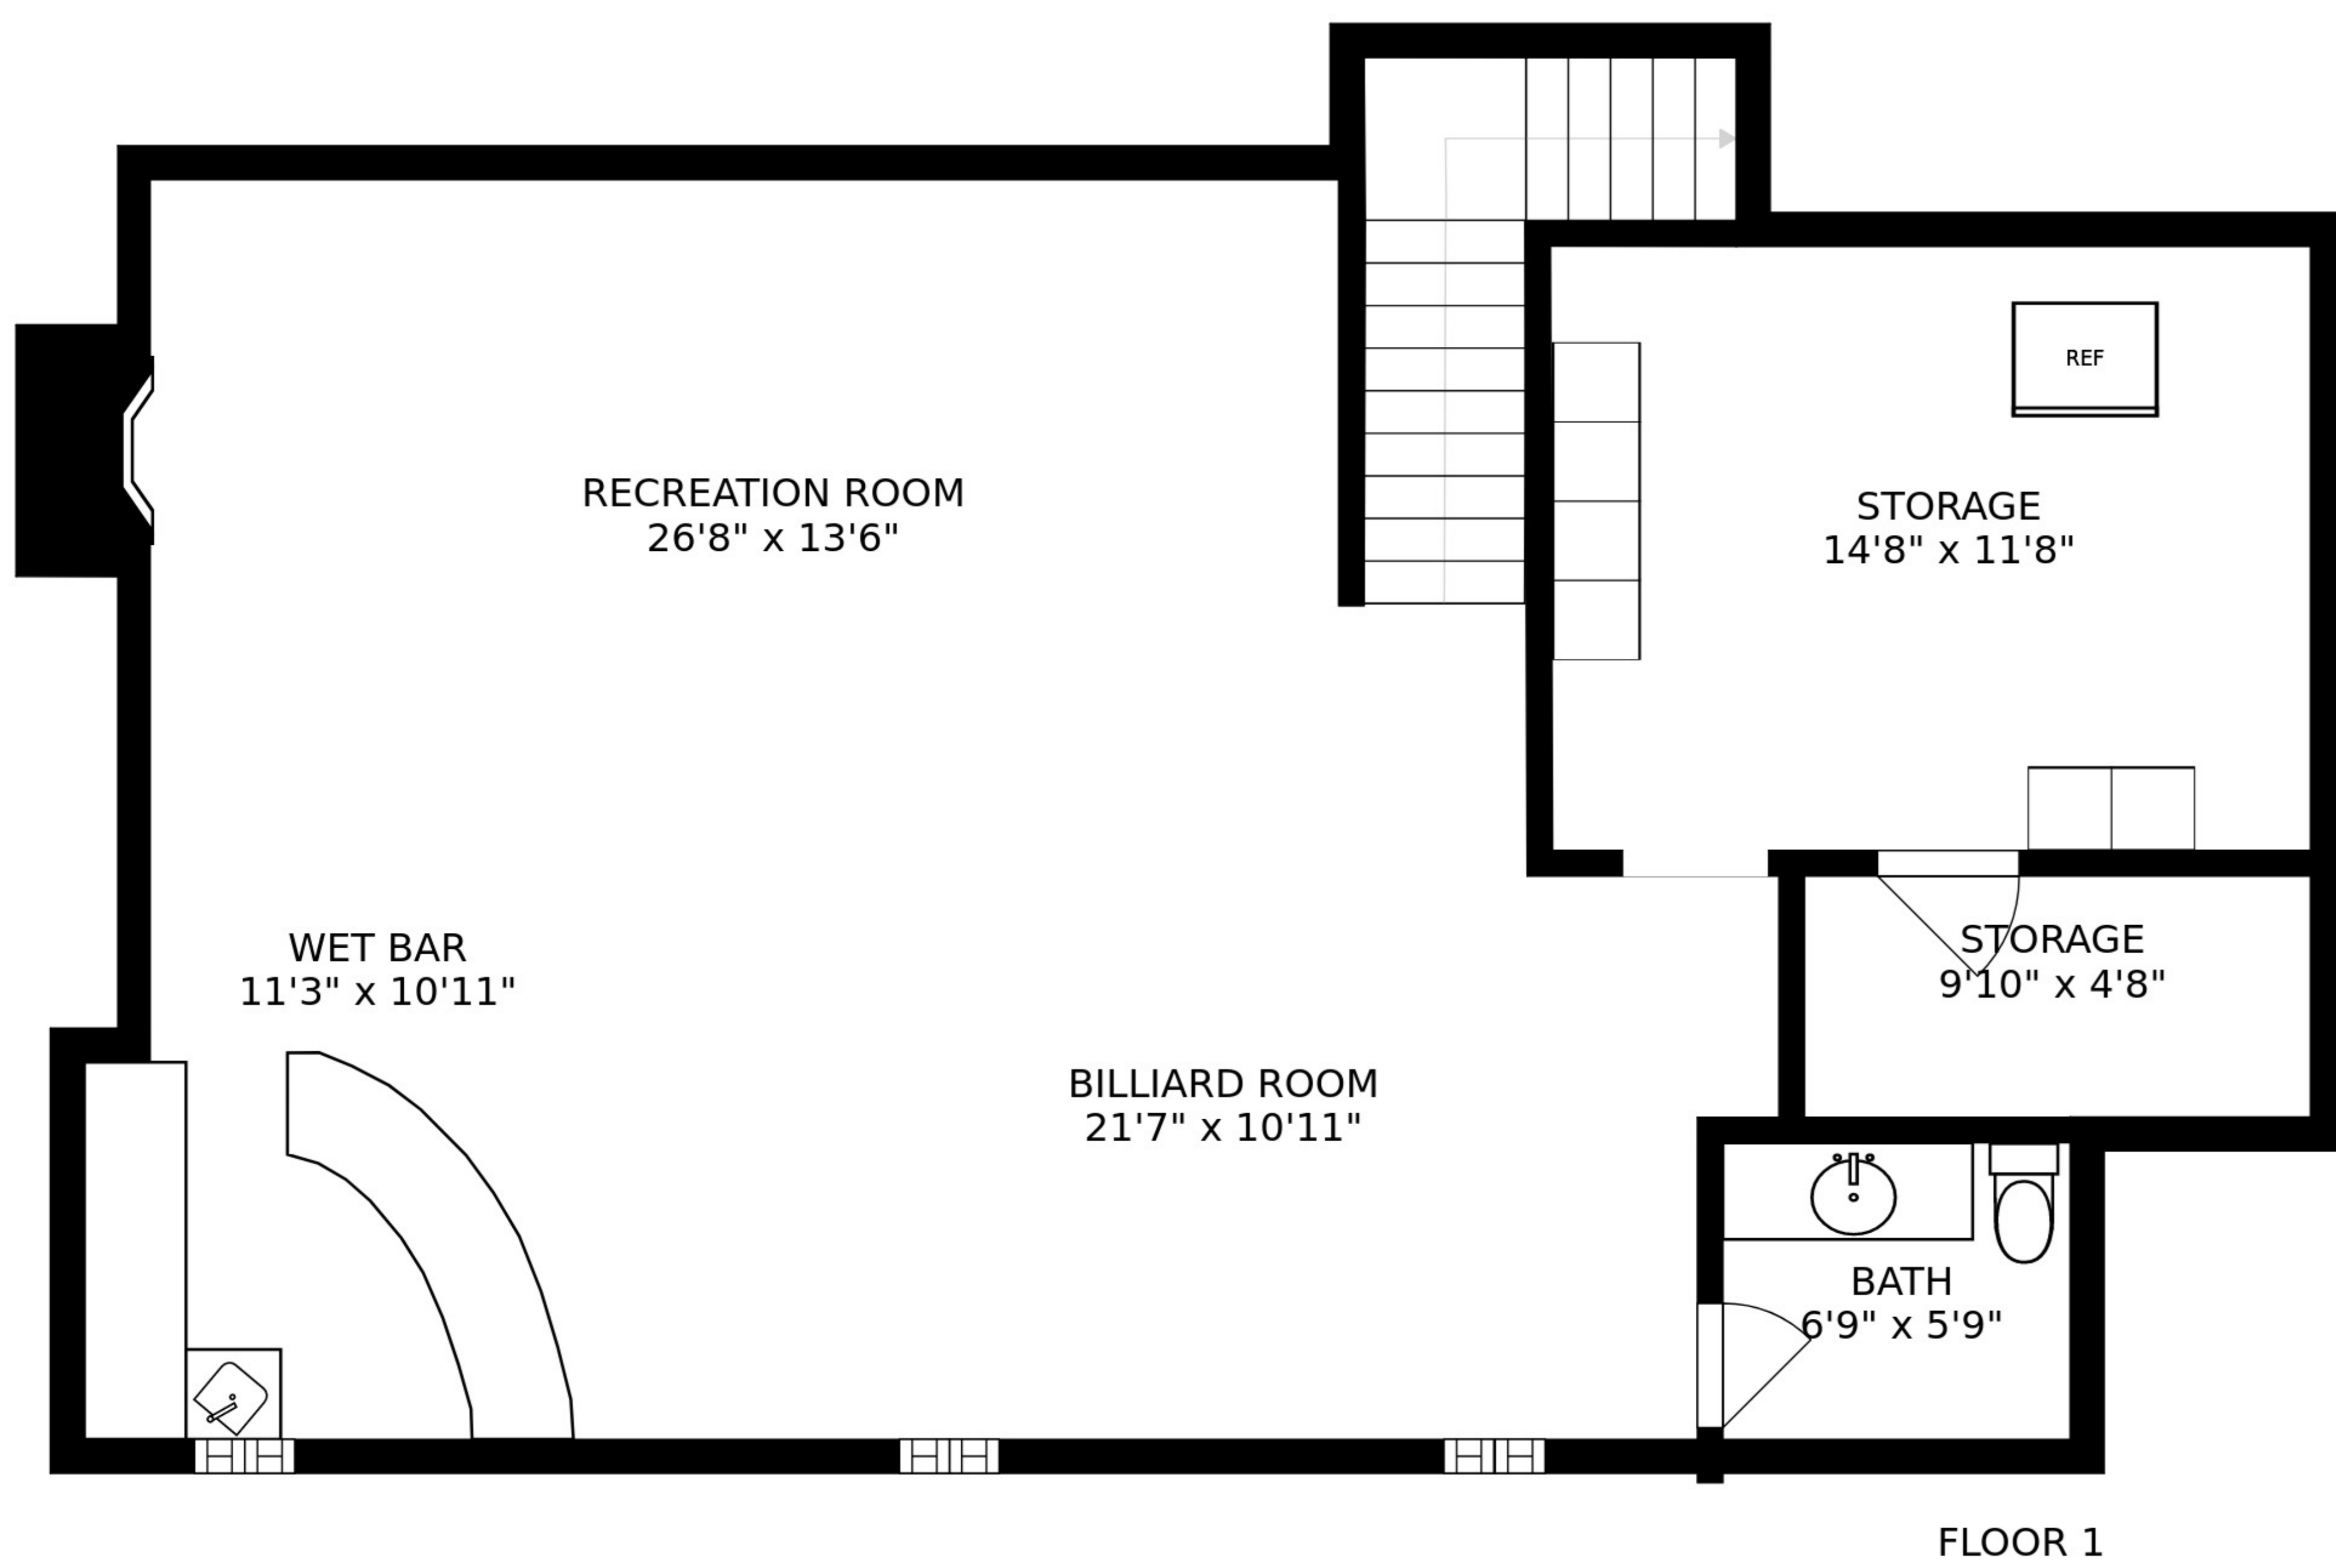 REF
RECREATION ROOM
26'8" x 13'6"
STORAGE
14'8" x 11'8"
WET BAR
11'3" x 10'11"
STORAGE
9'10" x 4'8"
BILLIARD ROOM
21'7" x 10'11"
BATH
6'9" x 5'9"
FLOOR 1